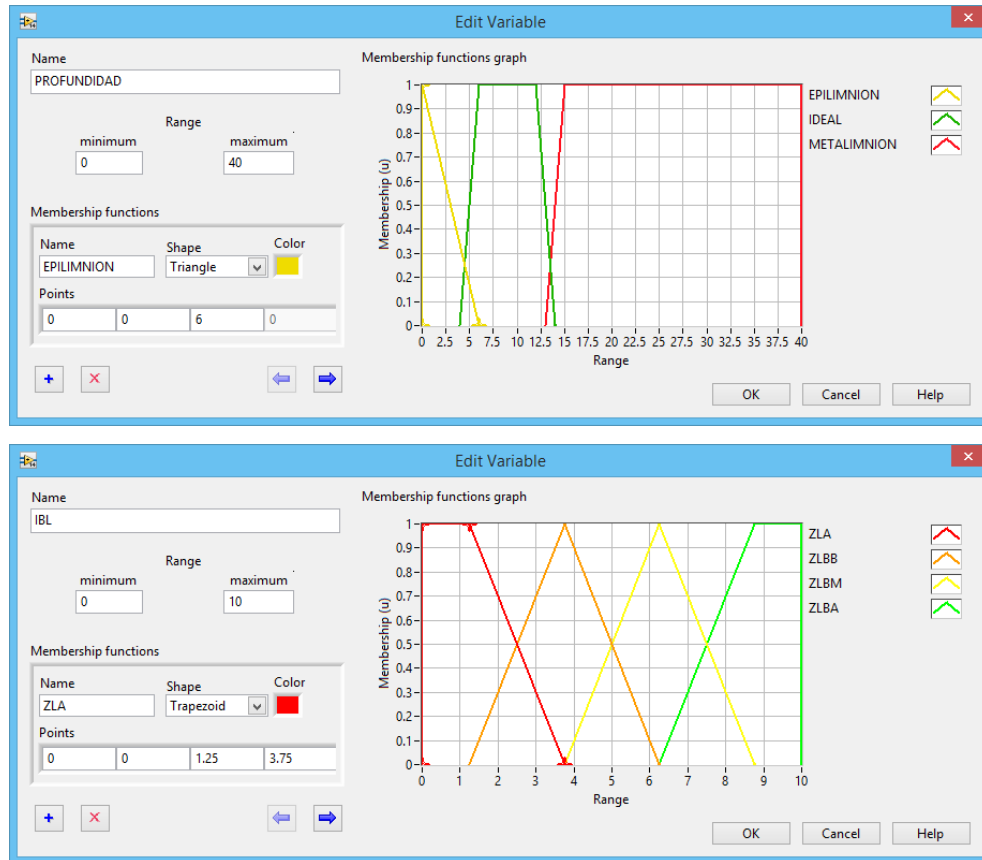 Edit Variable
×
Name
PROFUNDIDAD
Range
minimum maximum
0 40
Membership functions
Name Shape Color
EPILIMNION Triangle
Points
0 0 6 0
+ ×
Membership functions graph
Membership (u)
1
0.9
0.8
0.7
0.6
0.5
0.4
0.3
0.2
0.1
0
0 2.5 5 7.5 10 12.5 15 17.5 20 22.5 25 27.5 30 32.5 35 37.5 40
Range
EPILIMNION
IDEAL
METALIMNION
OK Cancel Help
Edit Variable
×
Name
IBL
Range
minimum maximum
0 10
Membership functions
Name Shape Color
ZLA Trapezoid
Points
0 0 1.25 3.75
+ ×
Membership functions graph
Membership (u)
1
0.9
0.8
0.7
0.6
0.5
0.4
0.3
0.2
0.1
0
0 1 2 3 4 5 6 7 8 9 10
Range
ZLA
ZLBB
ZLBM
ZLBA
OK Cancel Help